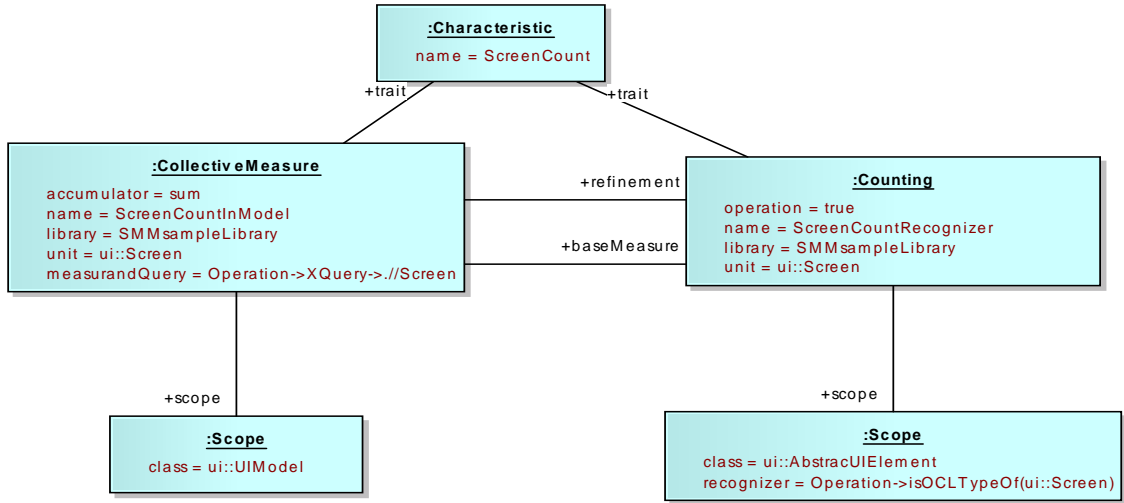 :Characteristic
name = ScreenCount
+trait
+trait
:CollectiveMeasure
accumulator = sum
name = ScreenCountInModel
library = SMMsampleLibrary
unit = ui::Screen
measurandQuery = Operation->XQuery->.//Screen
+refinement
+baseMeasure
:Counting
operation = true
name = ScreenCountRecognizer
library = SMMsampleLibrary
unit = ui::Screen
+scope
+scope
:Scope
class = ui::UIModel
:Scope
class = ui::AbstracUIElement
recognizer = Operation->isOCLTypeOf(ui::Screen)